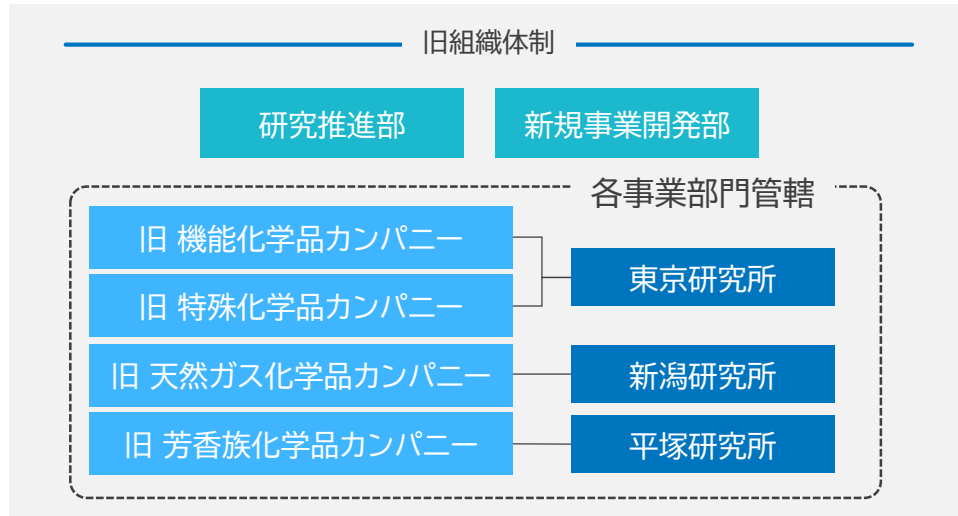 旧組織体制
研究推進部
新規事業開発部
各事業部門管轄
旧 機能化学品カンパニー
旧 特殊化学品カンパニー
東京研究所
旧 天然ガス化学品カンパニー
新潟研究所
旧 芳香族化学品カンパニー
平塚研究所